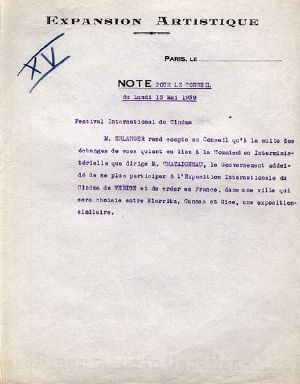 EXPANSION ARTISTIQUE
XV
PARIS, LE
NOTE POUR LE CONSEIL
du Lundi 15 Mai 1939
Festival International du Cinéma
M. ERLANGER rend compte au Conseil qu'à la suite des
échanges de vues qui ont eu lieu à la Commission Interminis-
térielle que dirige M. CHATAIGNEAU, le Gouvernement a déci-
dé de ne plus participer à l'Exposition Internationale du
Cinéma de VENISE et de créer en France, dans une ville qui
sera choisie entre Biarritz, Cannes et Nice, une exposition
similaire.